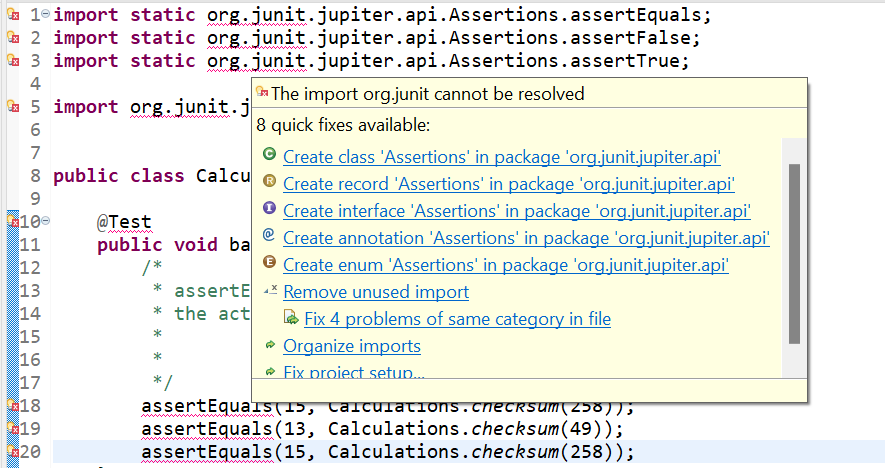 1 import static org.junit.jupiter.api.Assertions.assertEquals;
2 import static org.junit.jupiter.api.Assertions.assertFalse;
3 import static org.junit.jupiter.api.Assertions.assertTrue;
4
5 import org.junit.j
6
7
8 public class Calcu
9
10 @Test
11 public void ba
12 /*
13 * assertE
14 * the act
15 *
16 *
17 */
18 assertEquals(15, Calculations.checksum(258));
19 assertEquals(13, Calculations.checksum(49));
20 assertEquals(15, Calculations.checksum(258));
The import org.junit cannot be resolved
8 quick fixes available:
Create class 'Assertions' in package 'org.junit.jupiter.api'
Create record 'Assertions' in package 'org.junit.jupiter.api'
Create interface 'Assertions' in package 'org.junit.jupiter.api'
Create annotation 'Assertions' in package 'org.junit.jupiter.api'
Create enum 'Assertions' in package 'org.junit.jupiter.api'
Remove unused import
Fix 4 problems of same category in file
Organize imports
Fix project setup...